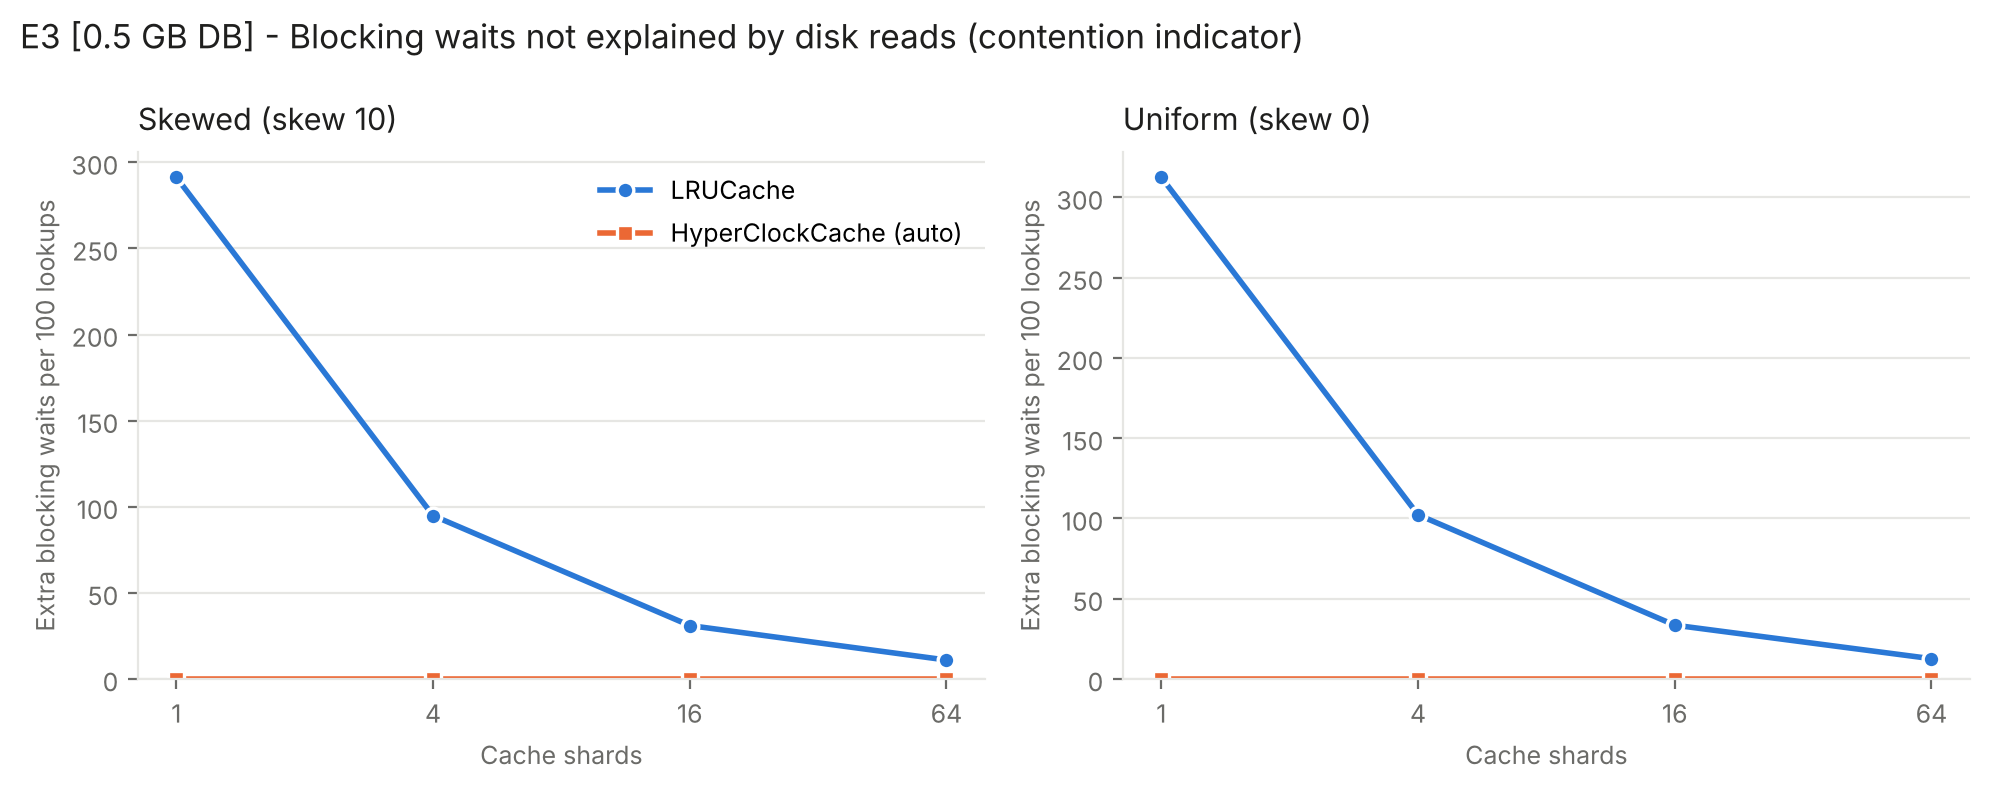 E3 [0.5 GB DB] - Blocking waits not explained by disk reads (contention indicator)
Skewed (skew 10)
Extra blocking waits per 100 lookups
300
250
200
150
100
50
0
LRUCache
HyperClockCache (auto)
1 4 16 64
Cache shards
Uniform (skew 0)
Extra blocking waits per 100 lookups
300
250
200
150
100
50
0
1 4 16 64
Cache shards